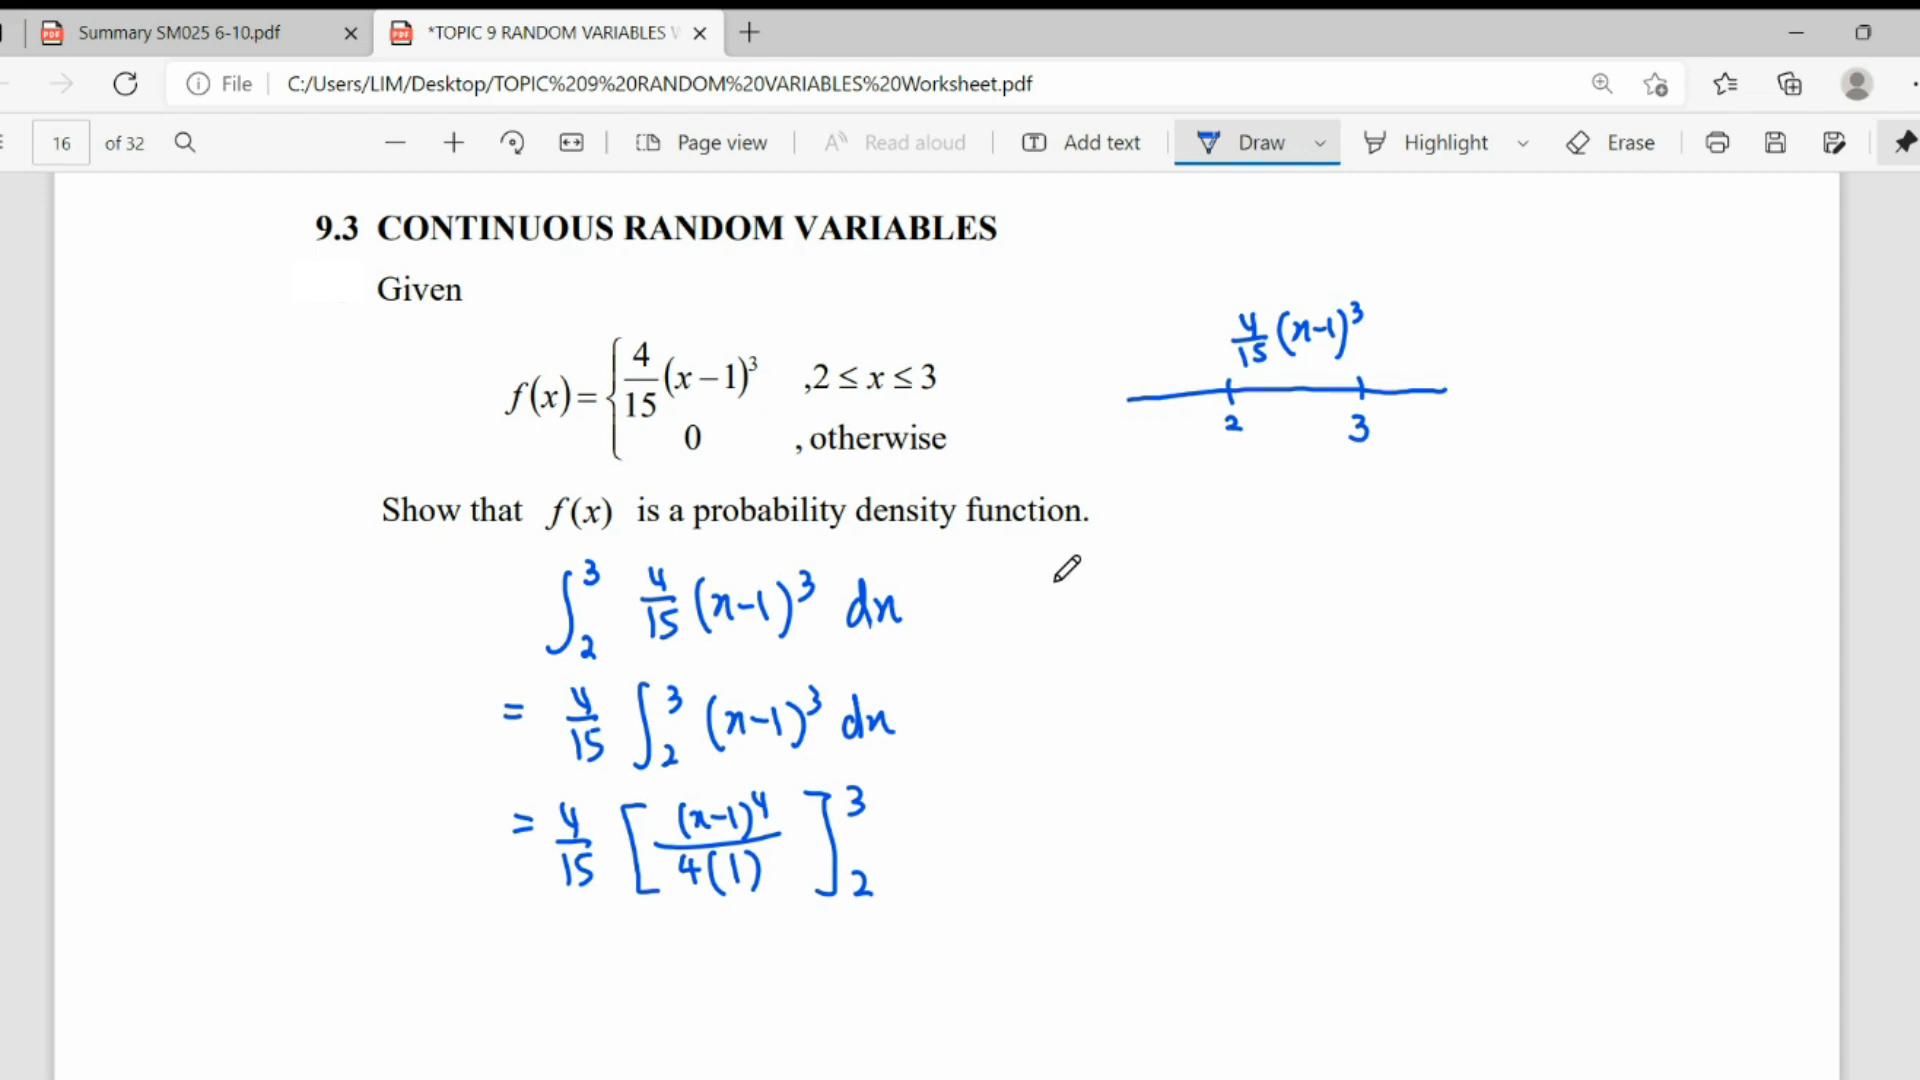 Summary SM025 6-10.pdf
*TOPIC 9 RANDOM VARIABLES W
File C:/Users/LIM/Desktop/TOPIC%209%20RANDOM%20VARIABLES%20Worksheet.pdf
16 of 32 Page view Read aloud Add text Draw Highlight Erase
9.3 CONTINUOUS RANDOM VARIABLES
Given
f(x) = { 4/15 (x−1)³ , 2 ≤ x ≤ 3
0 , otherwise
4/15 (x-1)³
2 3
Show that f(x) is a probability density function.
∫₂³ 4/15 (x-1)³ dx
= 4/15 ∫₂³ (x-1)³ dx
= 4/15 [ (x-1)⁴ / 4(1) ]₂³